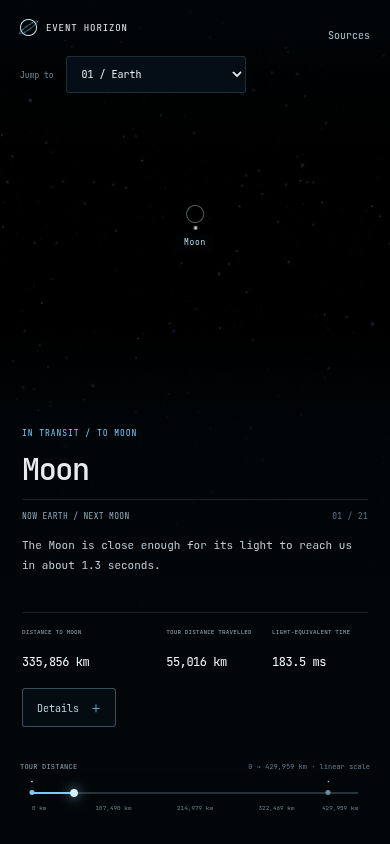 EVENT HORIZON
Sources
Jump to
01 / Earth
Moon
IN TRANSIT / TO MOON
Moon
NOW EARTH / NEXT MOON 01 / 21
The Moon is close enough for its light to reach us
in about 1.3 seconds.
DISTANCE TO MOON TOUR DISTANCE TRAVELLED LIGHT-EQUIVALENT TIME
335,856 km 55,016 km 183.5 ms
Details +
TOUR DISTANCE 0 → 429,959 km · linear scale
0 km 107,490 km 214,979 km 322,469 km 429,959 km